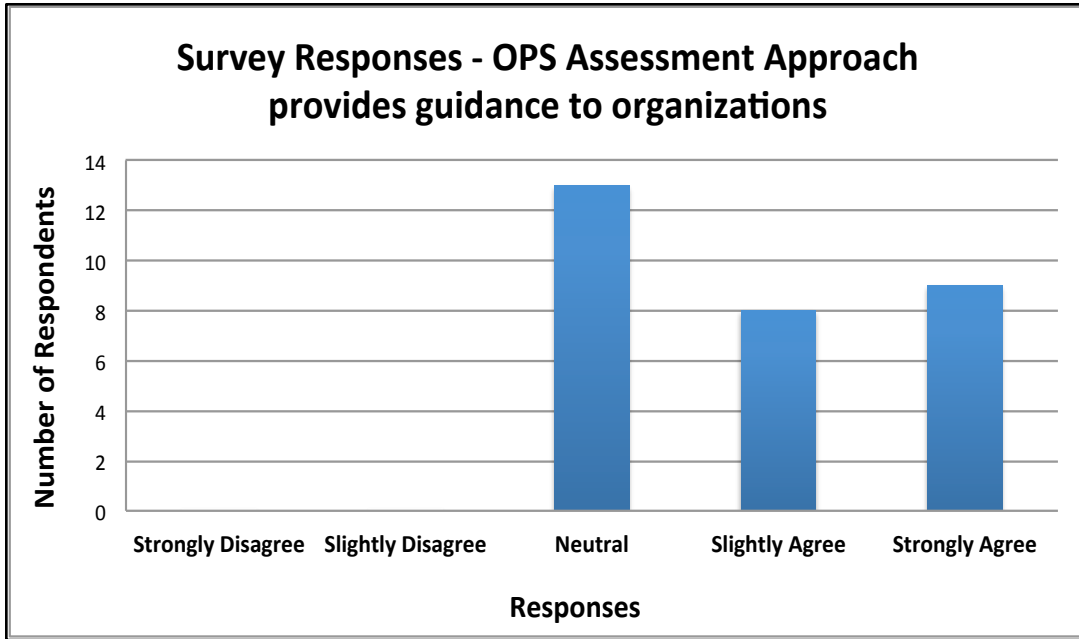 Survey Responses - OPS Assessment Approach
provides guidance to organizations
Number of Respondents
14
12
10
8
6
4
2
0
Strongly Disagree Slightly Disagree Neutral Slightly Agree Strongly Agree
Responses